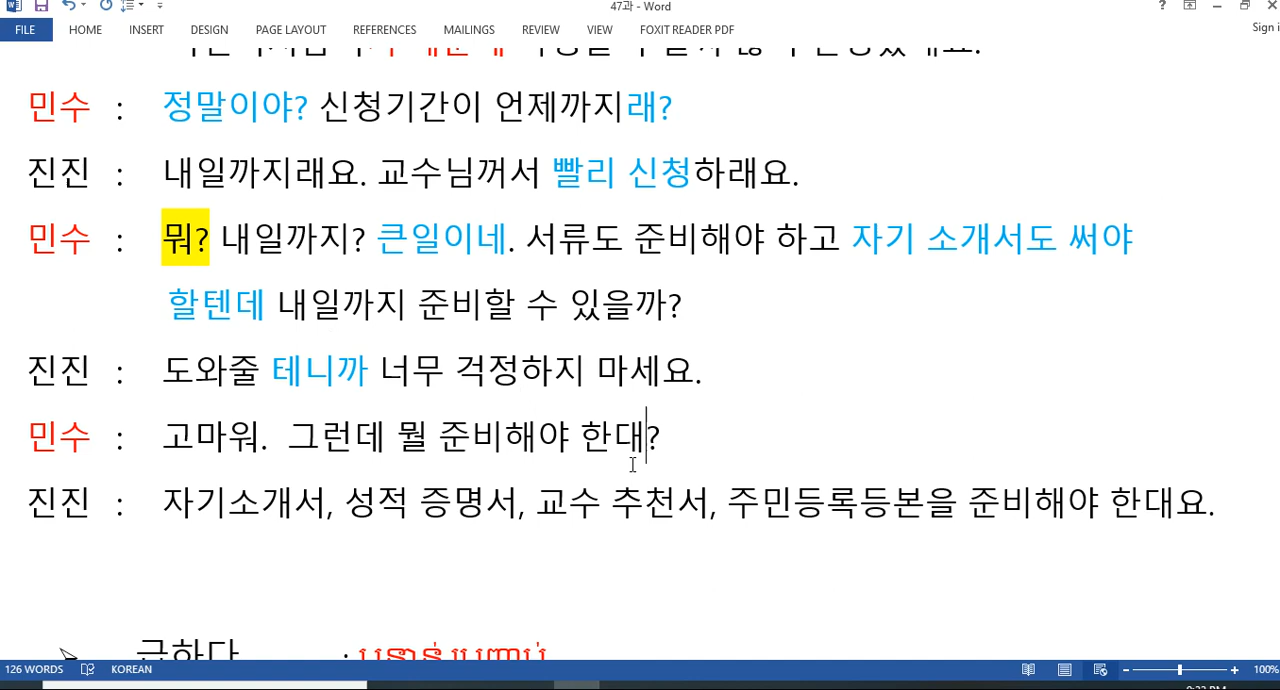 47과 - Word
FILE HOME INSERT DESIGN PAGE LAYOUT REFERENCES MAILINGS REVIEW VIEW FOXIT READER PDF Sign i
민수 : 정말이야? 신청기간이 언제까지래?
진진 : 내일까지래요. 교수님께서 빨리 신청하래요.
민수 : 뭐? 내일까지? 큰일이네. 서류도 준비해야 하고 자기 소개서도 써야
할텐데 내일까지 준비할 수 있을까?
진진 : 도와줄 테니까 너무 걱정하지 마세요.
민수 : 고마워. 그런데 뭘 준비해야 한대?
진진 : 자기소개서, 성적 증명서, 교수 추천서, 주민등록등본을 준비해야 한대요.
급하다 :
126 WORDS KOREAN 100%